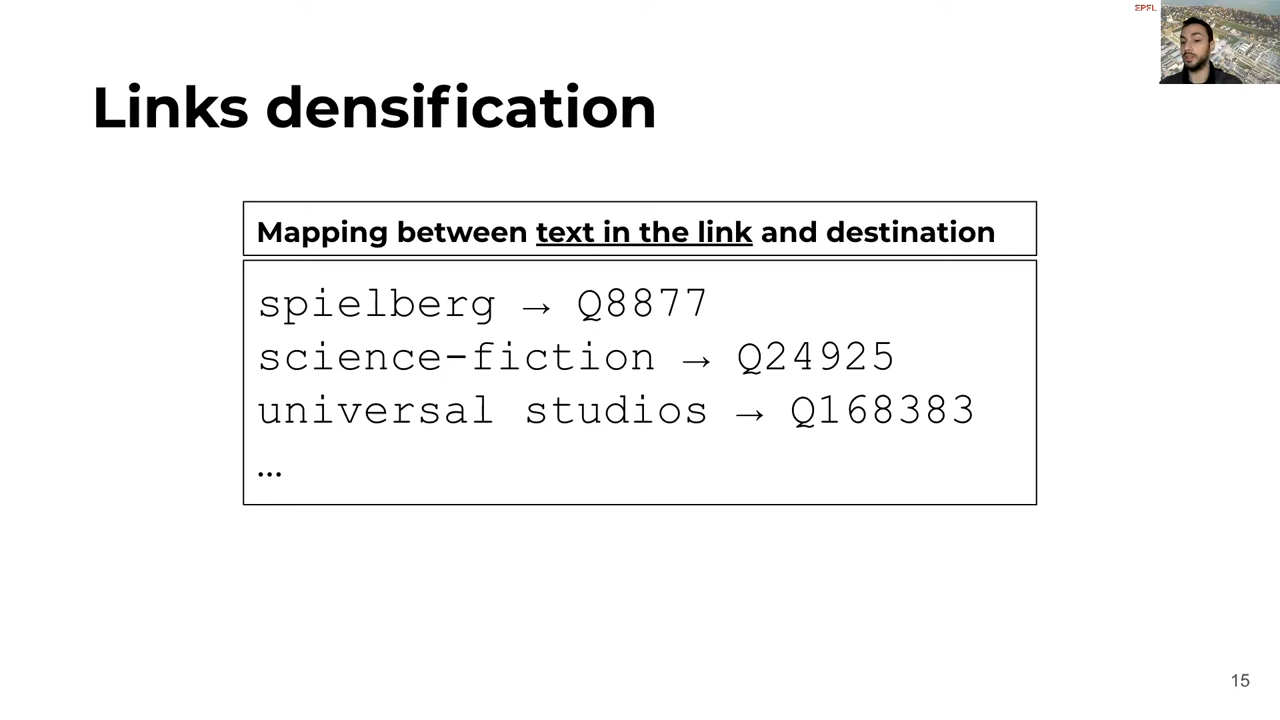 EPFL
Links densification
Mapping between text in the link and destination
spielberg → Q8877
science-fiction → Q24925
universal studios → Q168383
...
15